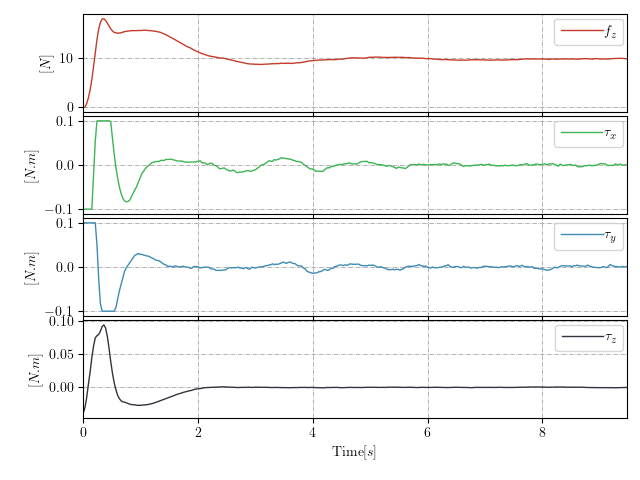 [N]
10
0
f_z
[N.m]
0.1
0.0
−0.1
τ_x
[N.m]
0.1
0.0
−0.1
τ_y
[N.m]
0.10
0.05
0.00
τ_z
0 2 4 6 8
Time[s]